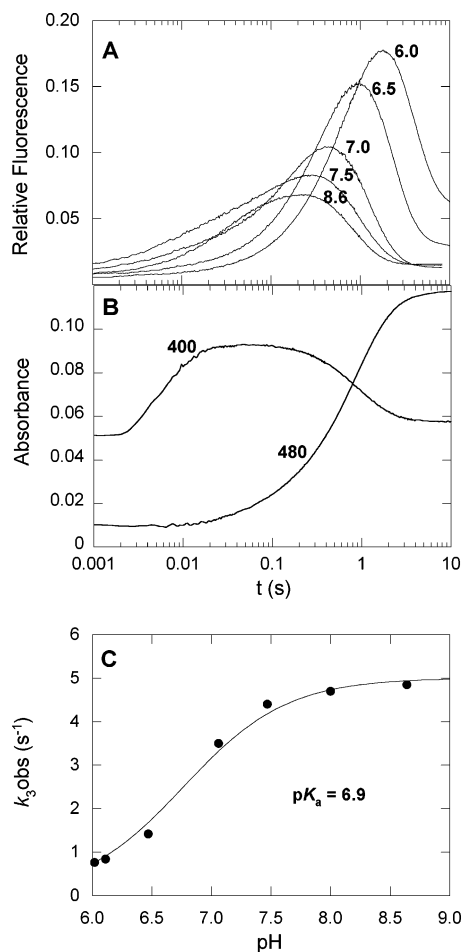 0.20
A
6.0
0.15
6.5
Relative Fluorescence
0.10
7.0
7.5
8.6
0.05
B
0.10
400
0.08
Absorbance
0.06
0.04
480
0.02
0
0.001 0.01 0.1 1 10
t (s)
6
C
5
4
k₃obs (s⁻¹)
3
2
pKₐ = 6.9
1
0
6.0 6.5 7.0 7.5 8.0 8.5 9.0
pH